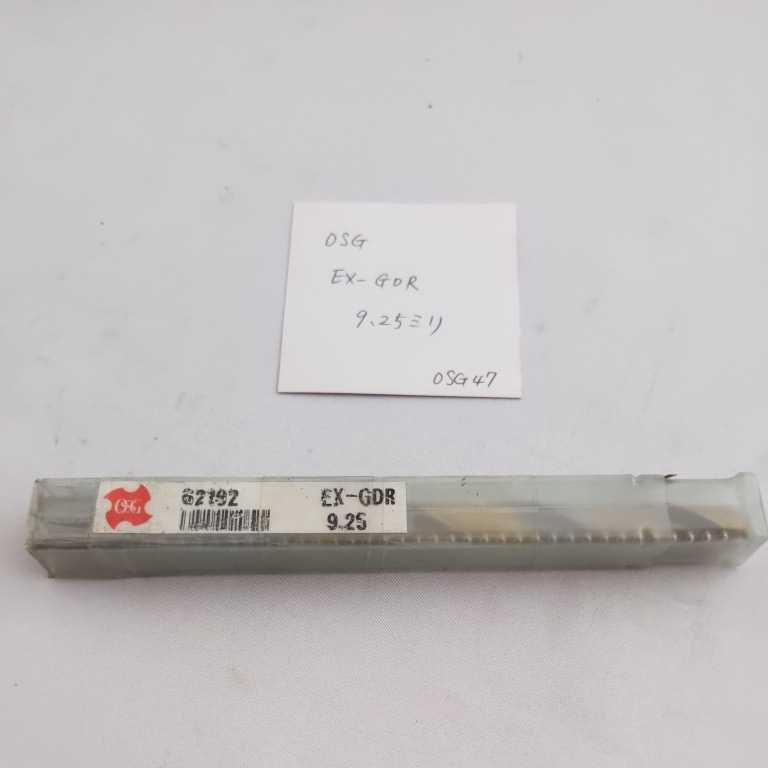 OSG
EX-GDR
9.25ミリ
OSG47
OSG
62192 EX-GDR
9.25